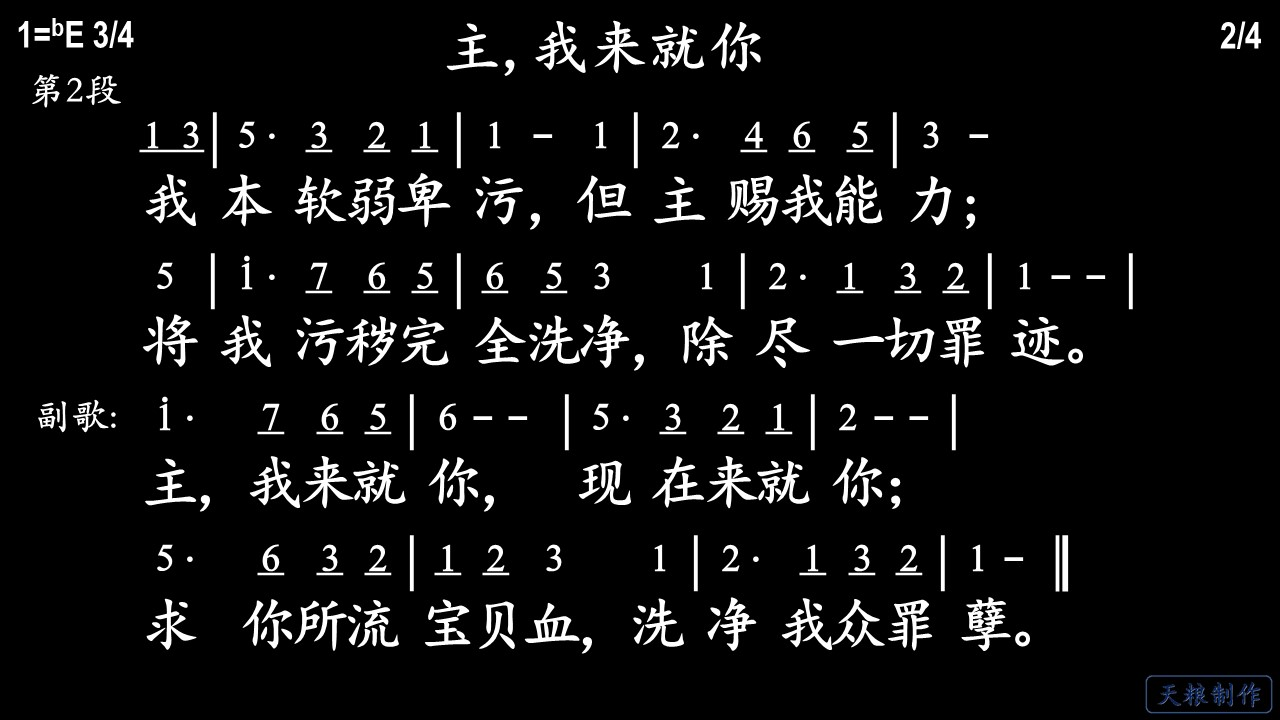 1=ᵇE 3/4
主,我来就你
2/4
第2段
1 3 | 5 · 3 2 1 | 1 – 1 | 2 · 4 6 5 | 3 –
我本软弱卑污，但主赐我能力；
5 | i · 7 6 5 | 6 5 3 1 | 2 · 1 3 2 | 1 – – |
将我污秽完全洗净，除尽一切罪迹。
副歌: i · 7 6 5 | 6 – – | 5 · 3 2 1 | 2 – – |
主，我来就你，现在来就你；
5 · 6 3 2 | 1 2 3 1 | 2 · 1 3 2 | 1 – ‖
求你所流宝贝血，洗净我众罪孽。
天粮制作